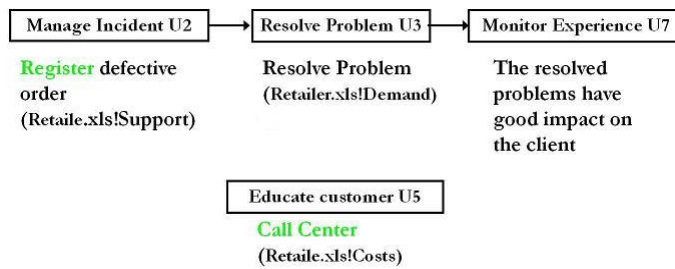 Manage Incident U2
Resolve Problem U3
Monitor Experience U7
Register defective
order
(Retaile.xls!Support)
Resolve Problem
(Retailer.xls!Demand)
The resolved
problems have
good impact on
the client
Educate customer U5
Call Center
(Retaile.xls!Costs)